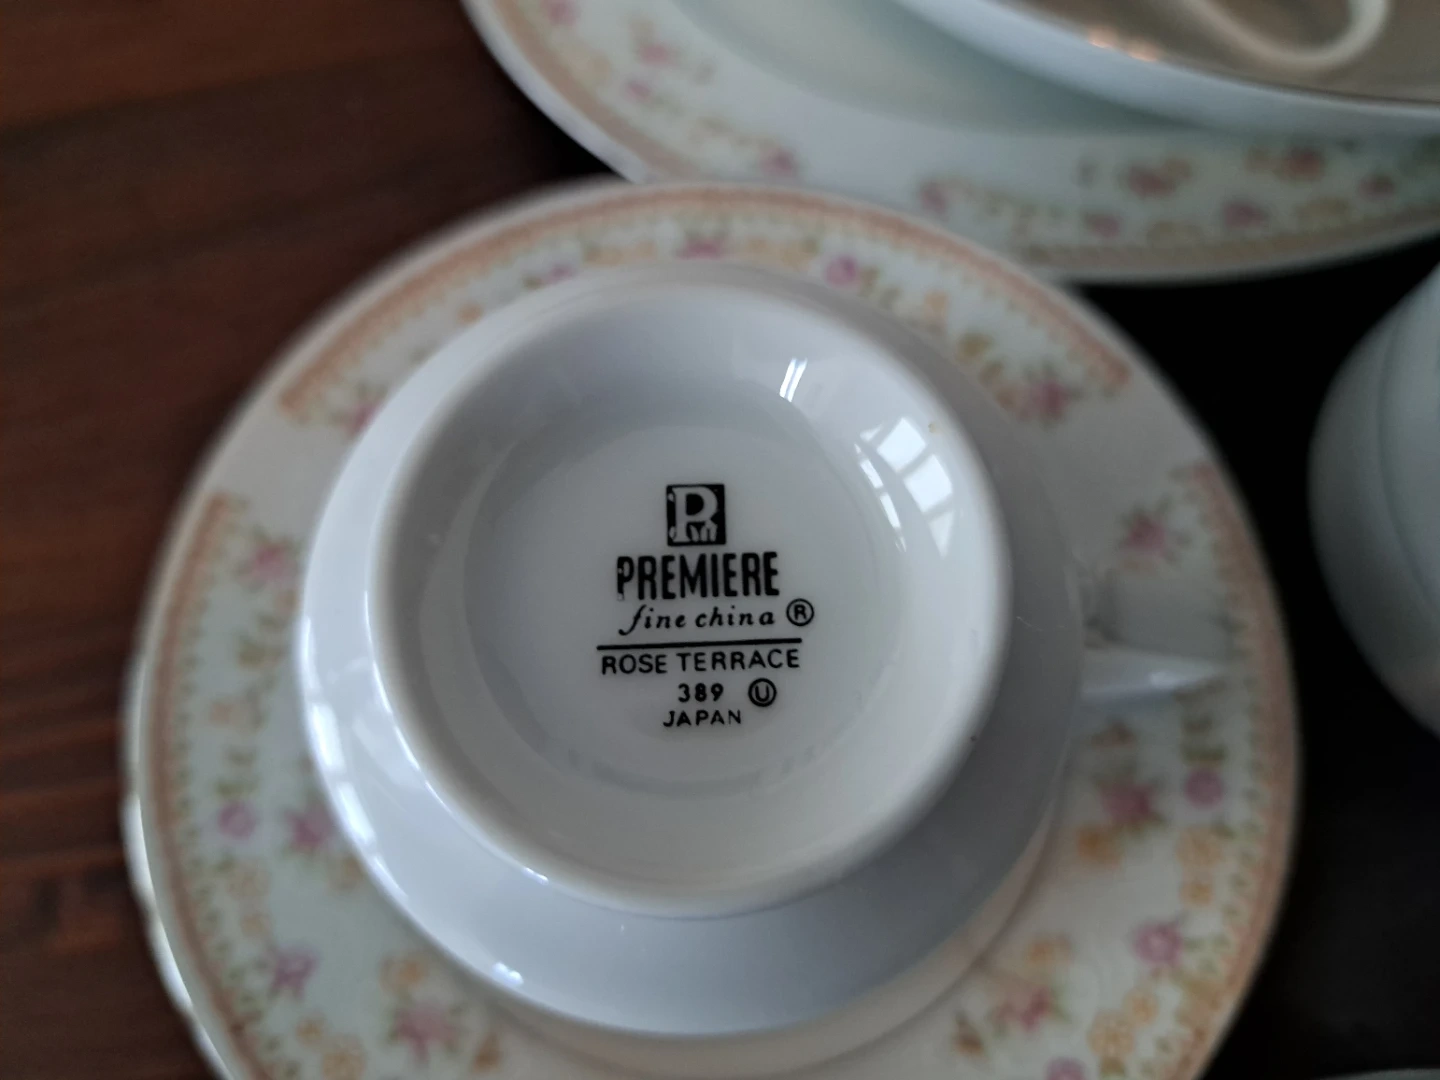 P
PREMIERE
fine china ®
ROSE TERRACE
389 Ⓤ
JAPAN